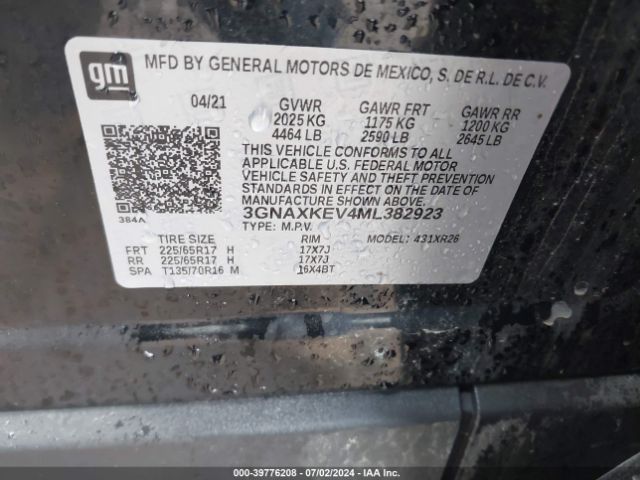 gm
MFD BY GENERAL MOTORS DE MEXICO, S. DE R.L. DE C.V.
04/21 GVWR GAWR FRT GAWR RR
2025 KG 1175 KG 1200 KG
4464 LB 2590 LB 2645 LB
THIS VEHICLE CONFORMS TO ALL
APPLICABLE U.S. FEDERAL MOTOR
VEHICLE SAFETY AND THEFT PREVENTION
STANDARDS IN EFFECT ON THE DATE OF
MANUFACTURE SHOWN ABOVE.
384A 3GNAXKEV4ML382923
TYPE: M.P.V.
TIRE SIZE RIM MODEL: 431XR26
FRT 225/65R17 H 17X7J
RR 225/65R17 H 17X7J
SPA T135/70R16 M 16X4BT
000-39776208 - 07/02/2024 - IAA Inc.